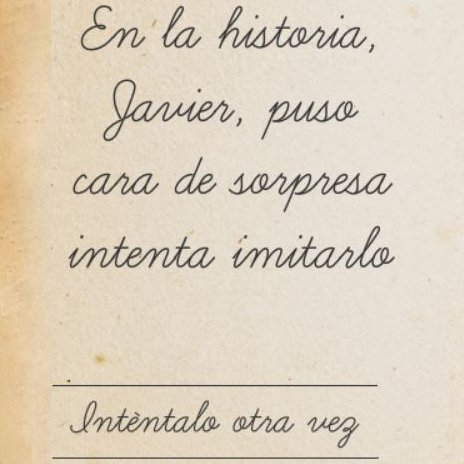 En la historia,
Javier, puso
cara de sorpresa
intenta imitarlo
Intèntalo otra vez